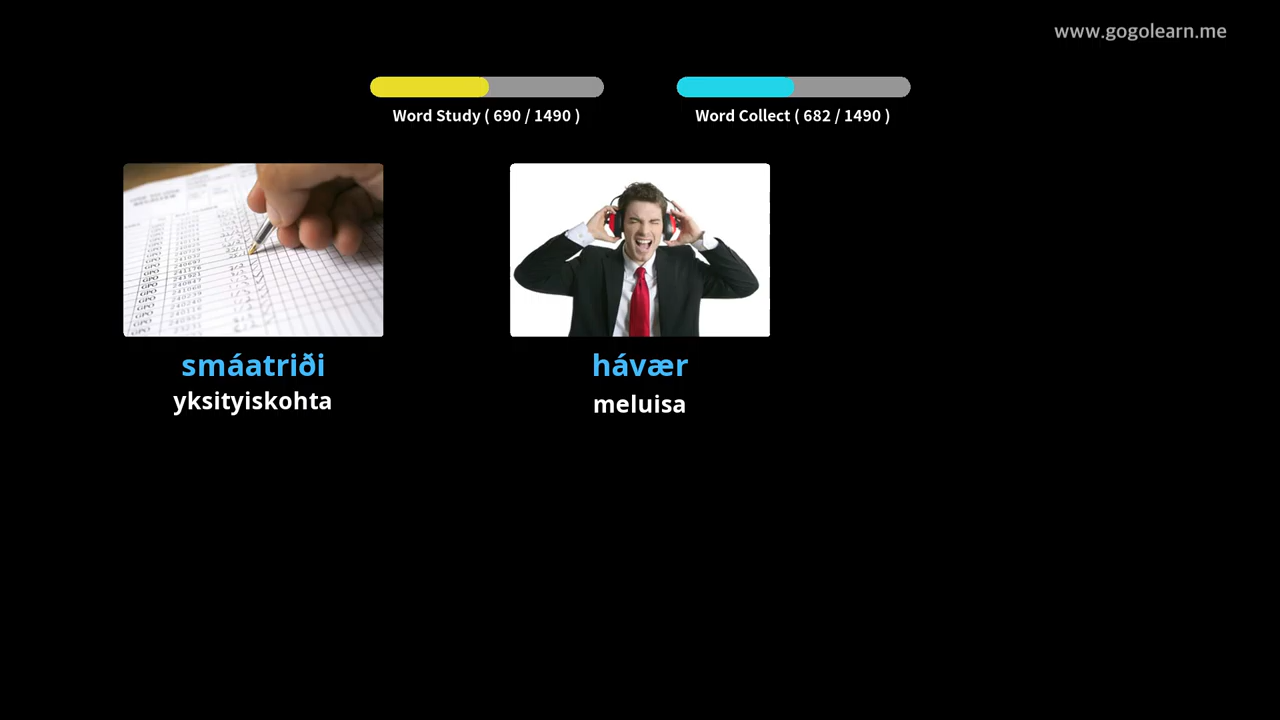 www.gogolearn.me
Word Study ( 690 / 1490 )
Word Collect ( 682 / 1490 )
smáatriði
yksityiskohta
hávær
meluisa